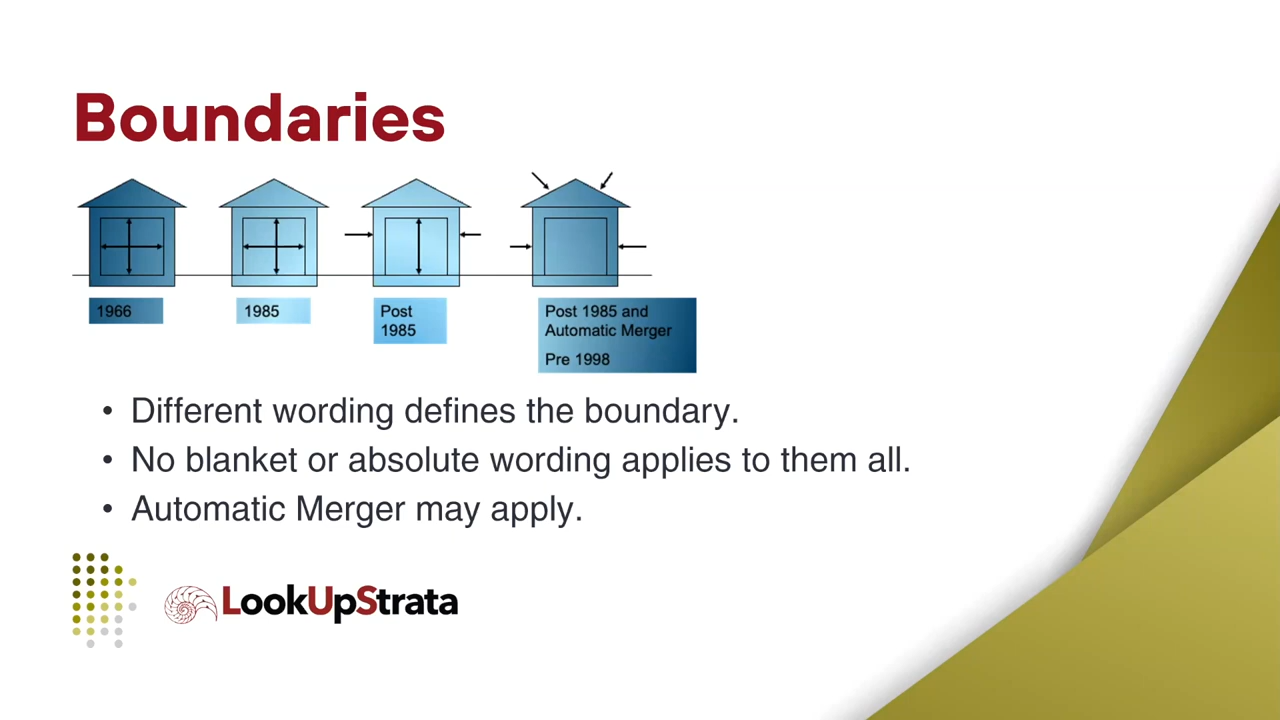 Boundaries
1966
1985
Post
1985
Post 1985 and
Automatic Merger
Pre 1998
• Different wording defines the boundary.
• No blanket or absolute wording applies to them all.
• Automatic Merger may apply.
LookUpStrata